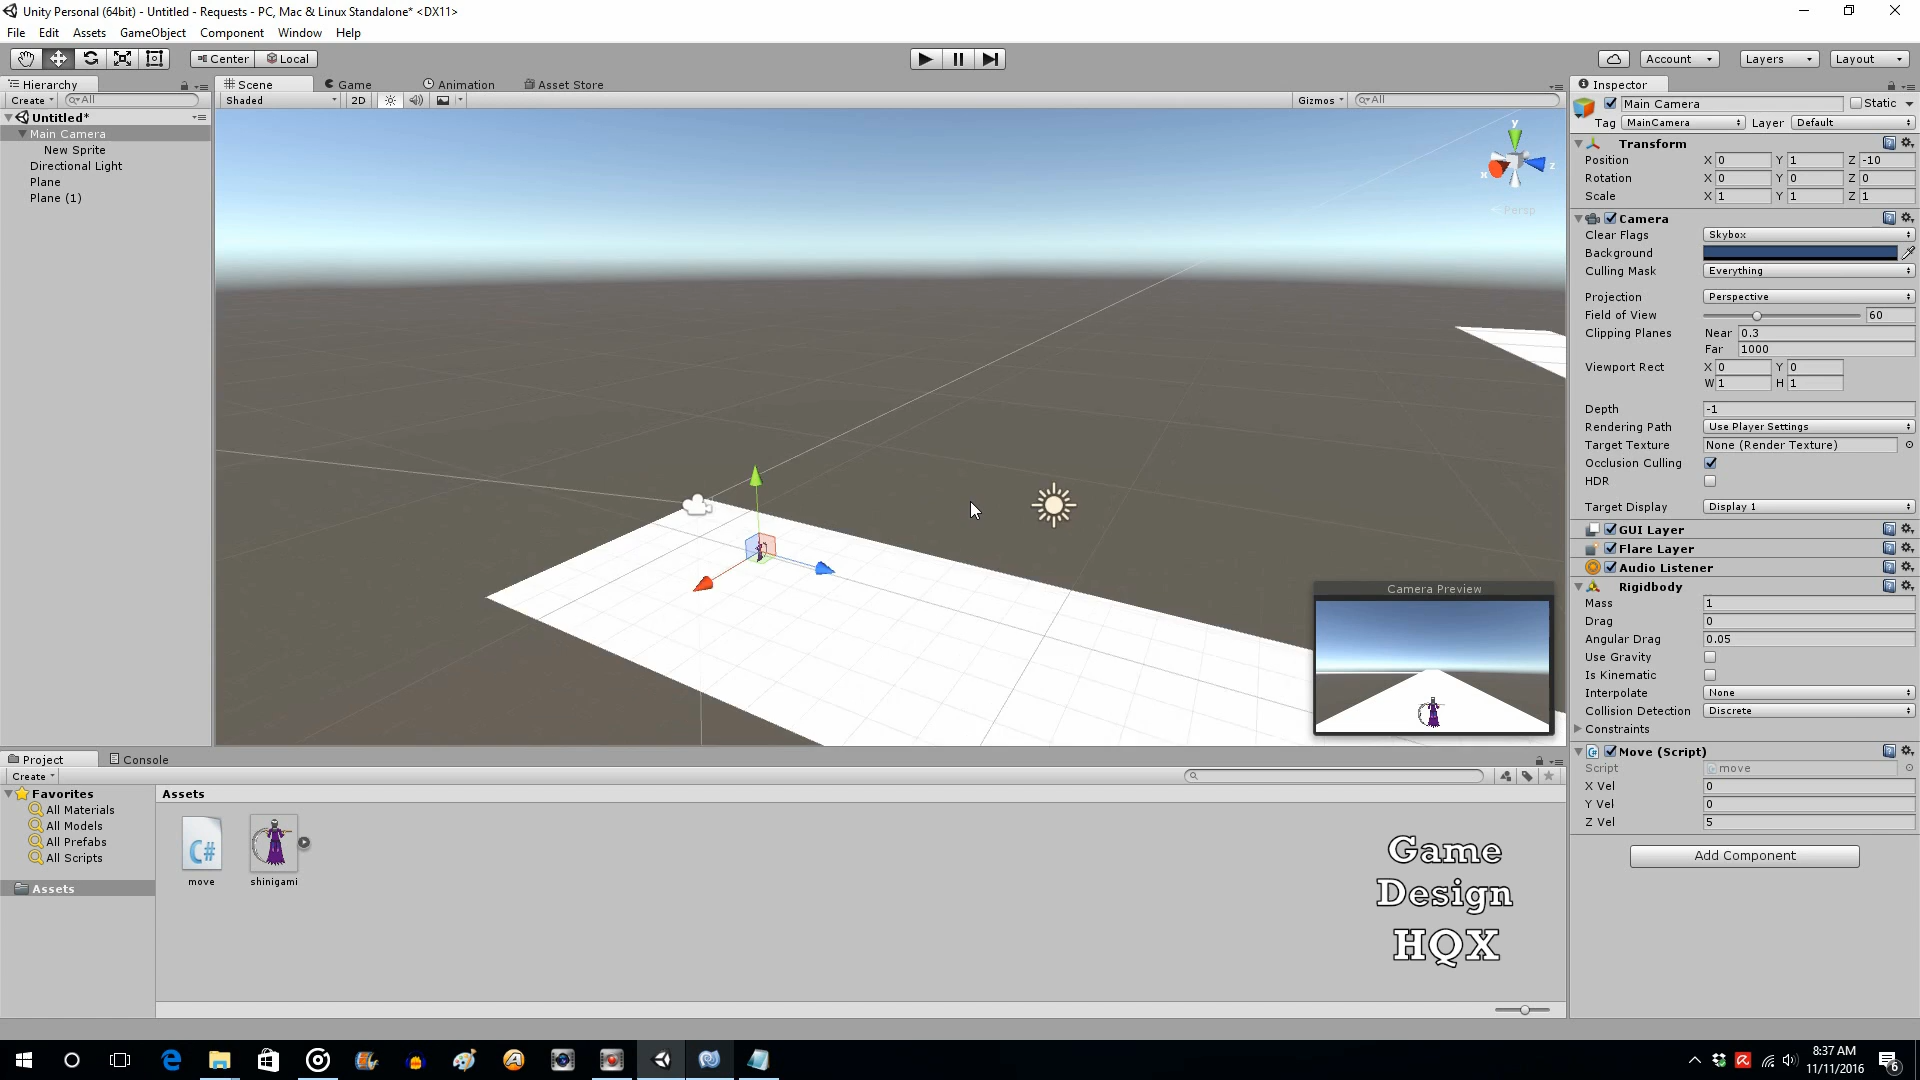 Unity Personal (64bit) - Untitled - Requests - PC, Mac & Linux Standalone* <DX11>
File Edit Assets GameObject Component Window Help
Center Local Account Layers Layout
Hierarchy
Create All
Untitled*
Main Camera
New Sprite
Directional Light
Plane
Plane (1)
Scene Game Animation Asset Store
Shaded 2D Gizmos All
y
x
z
Persp
Camera Preview
Inspector
Main Camera Static
Tag MainCamera Layer Default
Transform
Position X 0 Y 1 Z -10
Rotation X 0 Y 0 Z 0
Scale X 1 Y 1 Z 1
Camera
Clear Flags Skybox
Background
Culling Mask Everything
Projection Perspective
Field of View 60
Clipping Planes Near 0.3
Far 1000
Viewport Rect X 0 Y 0
W 1 H 1
Depth -1
Rendering Path Use Player Settings
Target Texture None (Render Texture)
Occlusion Culling
HDR
Target Display Display 1
GUI Layer
Flare Layer
Audio Listener
Rigidbody
Mass 1
Drag 0
Angular Drag 0.05
Use Gravity
Is Kinematic
Interpolate None
Collision Detection Discrete
Constraints
C# Move (Script)
Script move
X Vel 0
Y Vel 0
Z Vel 5
Add Component
Project Console
Create
Favorites
All Materials
All Models
All Prefabs
All Scripts
Assets
Assets
C#
move shinigami
Game
Design
HQX
8:37 AM
11/11/2016
6